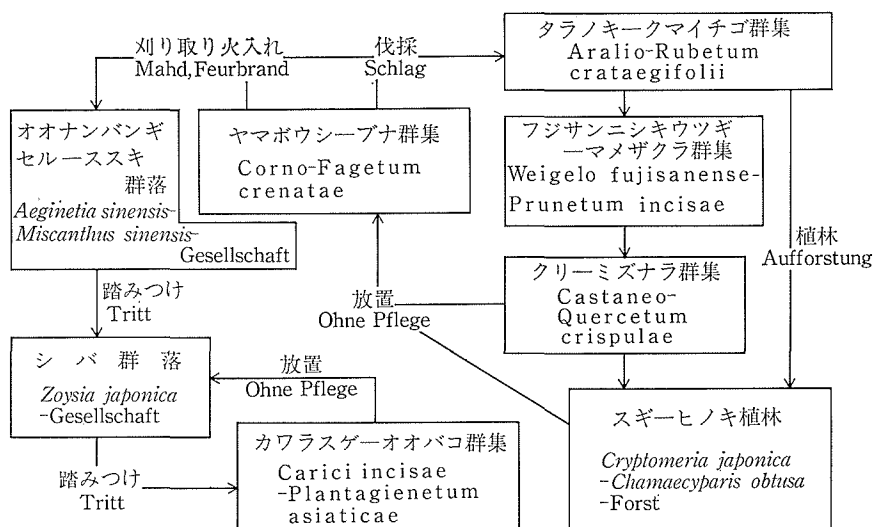 刈り取り火入れ
Mahd,Feurbrand
伐採
Schlag
タラノキークマイチゴ群集
Aralio-Rubetum
crataegifolii
オオナンバンギ
セルーススキ
群落
Aeginetia sinensis-
Miscanthus sinensis-
Gesellschaft
ヤマボウシーブナ群集
Corno-Fagetum
crenatae
フジサンニシキウツギ
ーマメザクラ群集
Weigelo fujisanense-
Prunetum incisae
植林
Aufforstung
踏みつけ
Tritt
放置
Ohne Pflege
クリーミズナラ群集
Castaneo-
Quercetum
crispulae
シバ群落
Zoysia japonica
-Gesellschaft
放置
Ohne Pflege
踏みつけ
Tritt
カワラスゲーオオバコ群集
Carici incisae
-Plantagienetum
asiaticae
スギーヒノキ植林
Cryptomeria japonica
-Chamaecyparis obtusa
-Forst